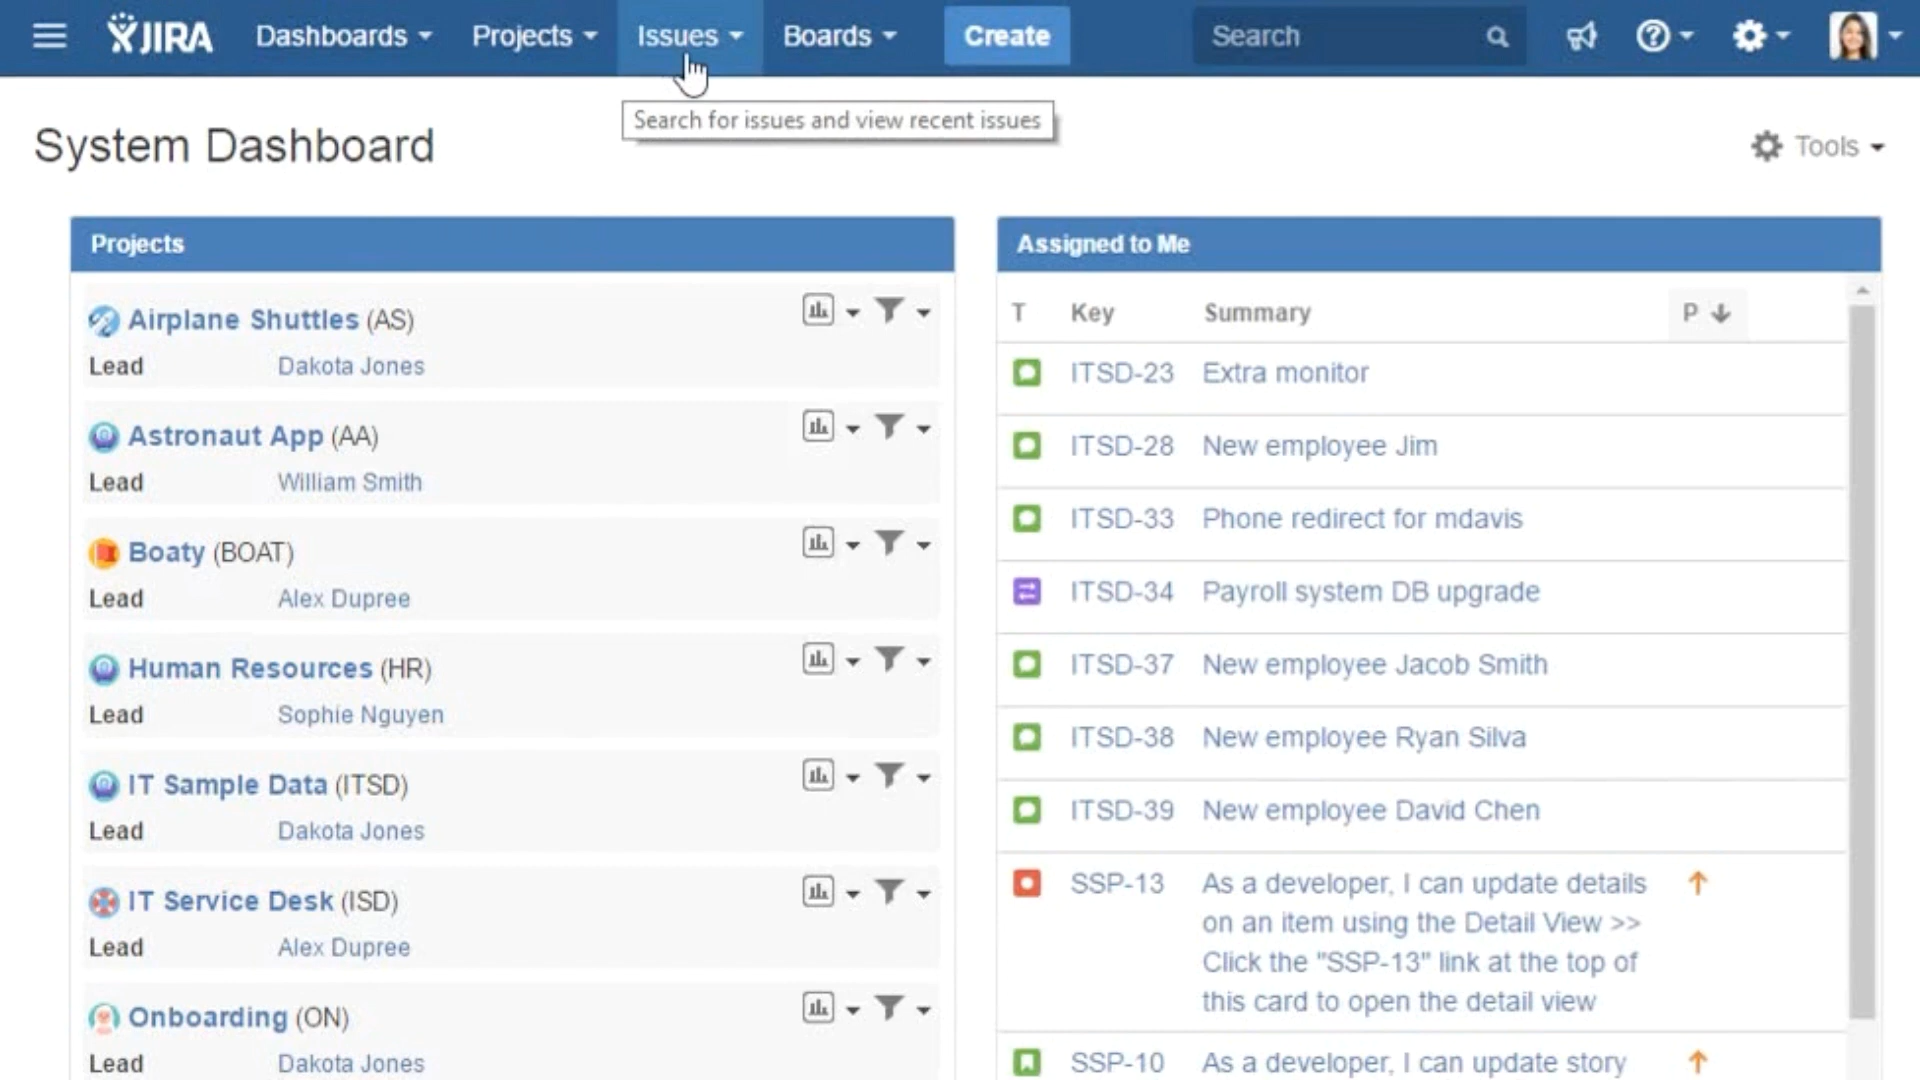 JIRA Dashboards Projects Issues Boards Create Search
Search for issues and view recent issues
System Dashboard
Tools
Projects
Airplane Shuttles (AS)
Lead Dakota Jones
Astronaut App (AA)
Lead William Smith
Boaty (BOAT)
Lead Alex Dupree
Human Resources (HR)
Lead Sophie Nguyen
IT Sample Data (ITSD)
Lead Dakota Jones
IT Service Desk (ISD)
Lead Alex Dupree
Onboarding (ON)
Lead Dakota Jones
Assigned to Me
T Key Summary P
ITSD-23 Extra monitor
ITSD-28 New employee Jim
ITSD-33 Phone redirect for mdavis
ITSD-34 Payroll system DB upgrade
ITSD-37 New employee Jacob Smith
ITSD-38 New employee Ryan Silva
ITSD-39 New employee David Chen
SSP-13 As a developer, I can update details
on an item using the Detail View >>
Click the "SSP-13" link at the top of
this card to open the detail view
SSP-10 As a developer, I can update story